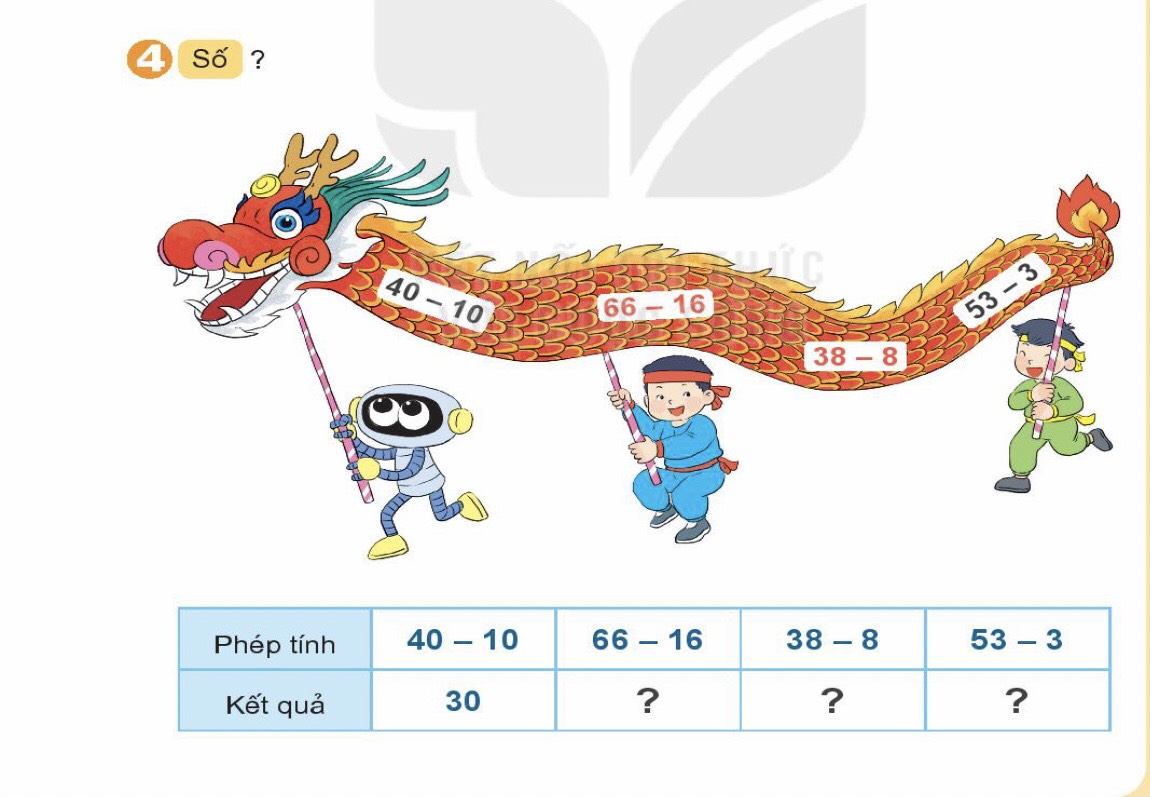 4 Số ?
40 – 10
66 – 16
38 – 8
53 – 3
Phép tính 40 – 10 66 – 16 38 – 8 53 – 3
Kết quả 30 ? ? ?